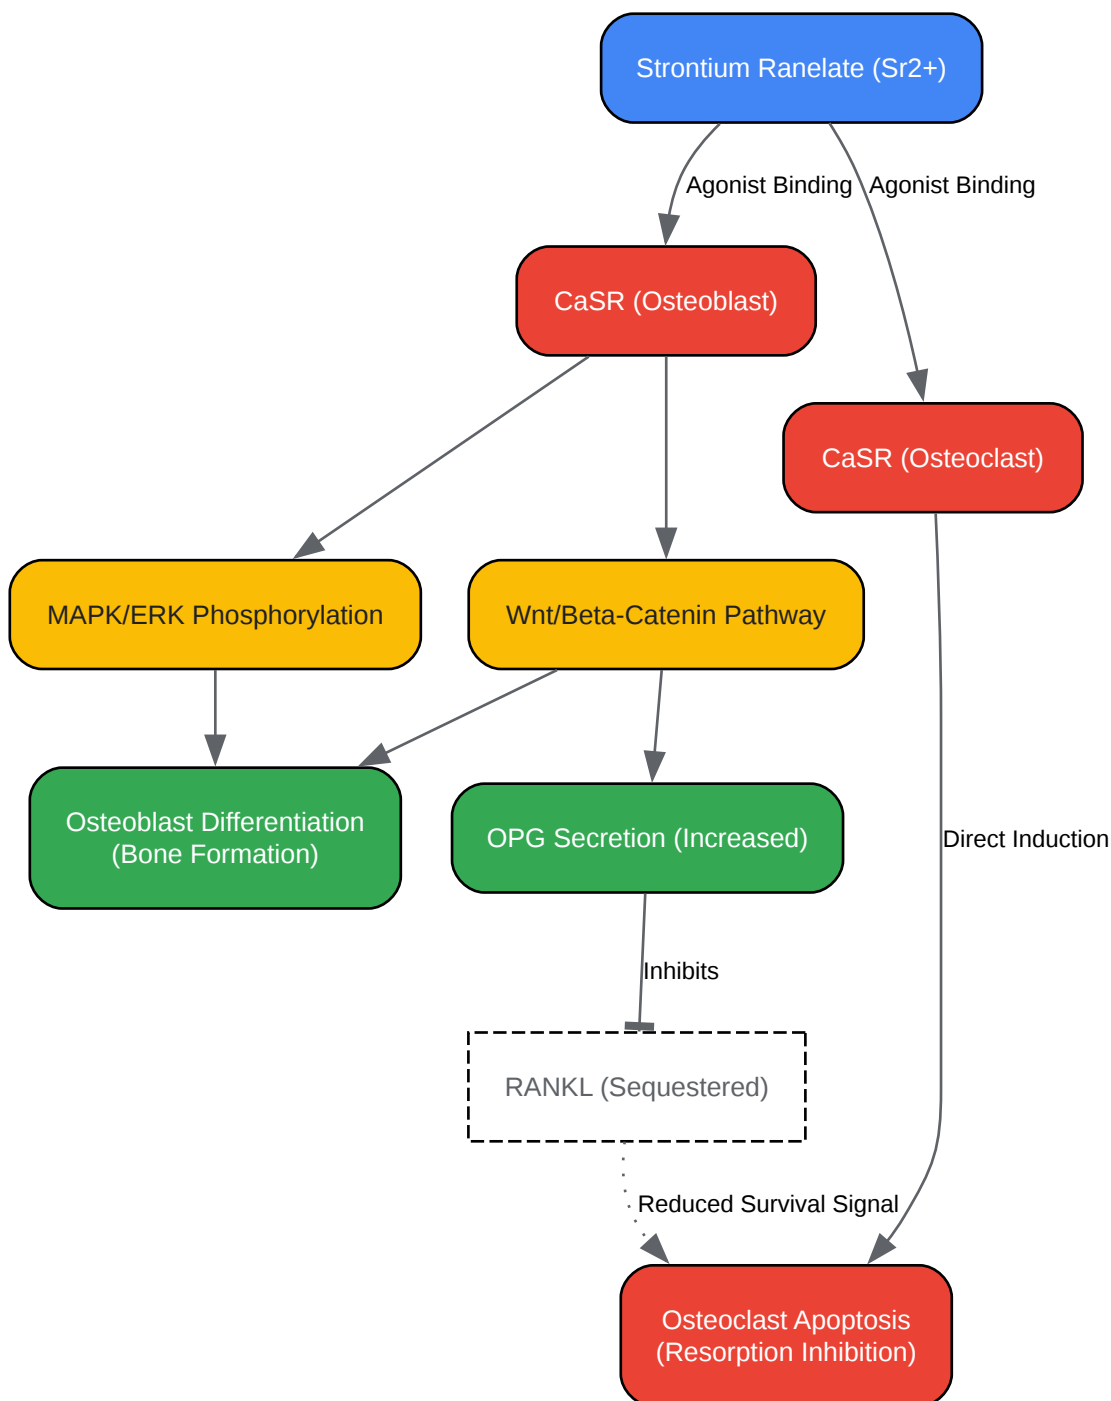 Strontium Ranelate (Sr2+)
Agonist Binding
Agonist Binding
CaSR (Osteoblast)
CaSR (Osteoclast)
MAPK/ERK Phosphorylation
Wnt/Beta-Catenin Pathway
Osteoblast Differentiation
(Bone Formation)
OPG Secretion (Increased)
Direct Induction
Inhibits
RANKL (Sequestered)
Reduced Survival Signal
Osteoclast Apoptosis
(Resorption Inhibition)